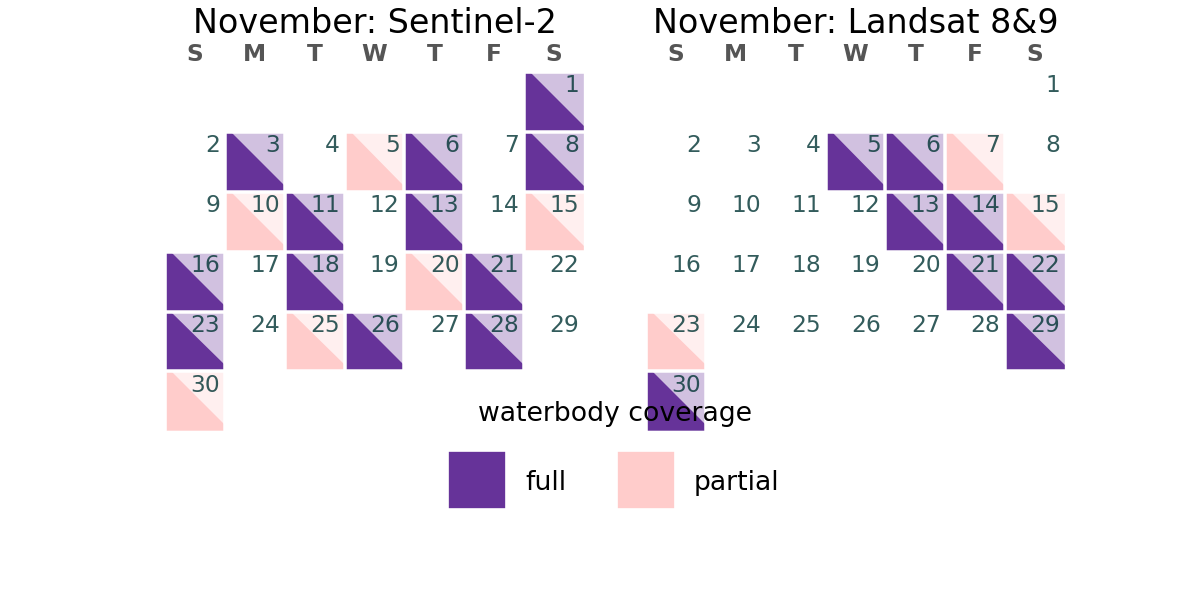 November: Sentinel-2
S M T W T F S
1
2 3 4 5 6 7 8
9 10 11 12 13 14 15
16 17 18 19 20 21 22
23 24 25 26 27 28 29
30
November: Landsat 8&9
S M T W T F S
1
2 3 4 5 6 7 8
9 10 11 12 13 14 15
16 17 18 19 20 21 22
23 24 25 26 27 28 29
30
waterbody coverage
full partial